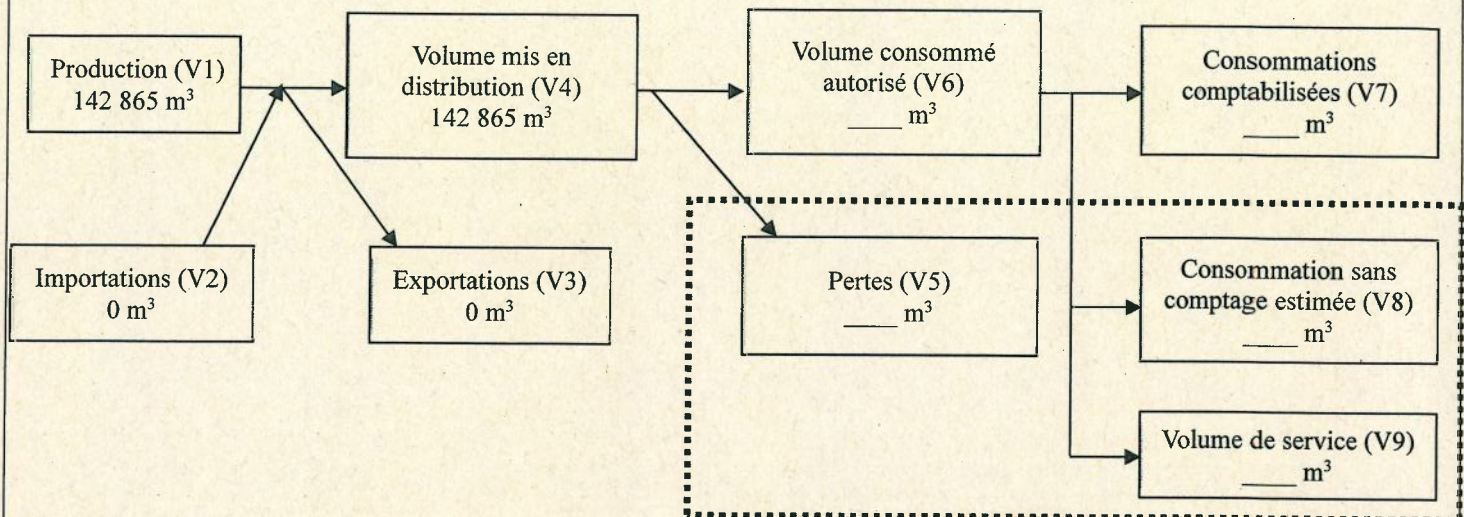 Production (V1)
142 865 m³
Volume mis en
distribution (V4)
142 865 m³
Volume consommé
autorisé (V6)
____ m³
Consommations
comptabilisées (V7)
____ m³
Importations (V2)
0 m³
Exportations (V3)
0 m³
Pertes (V5)
____ m³
Consommation sans
comptage estimée (V8)
____ m³
Volume de service (V9)
____ m³